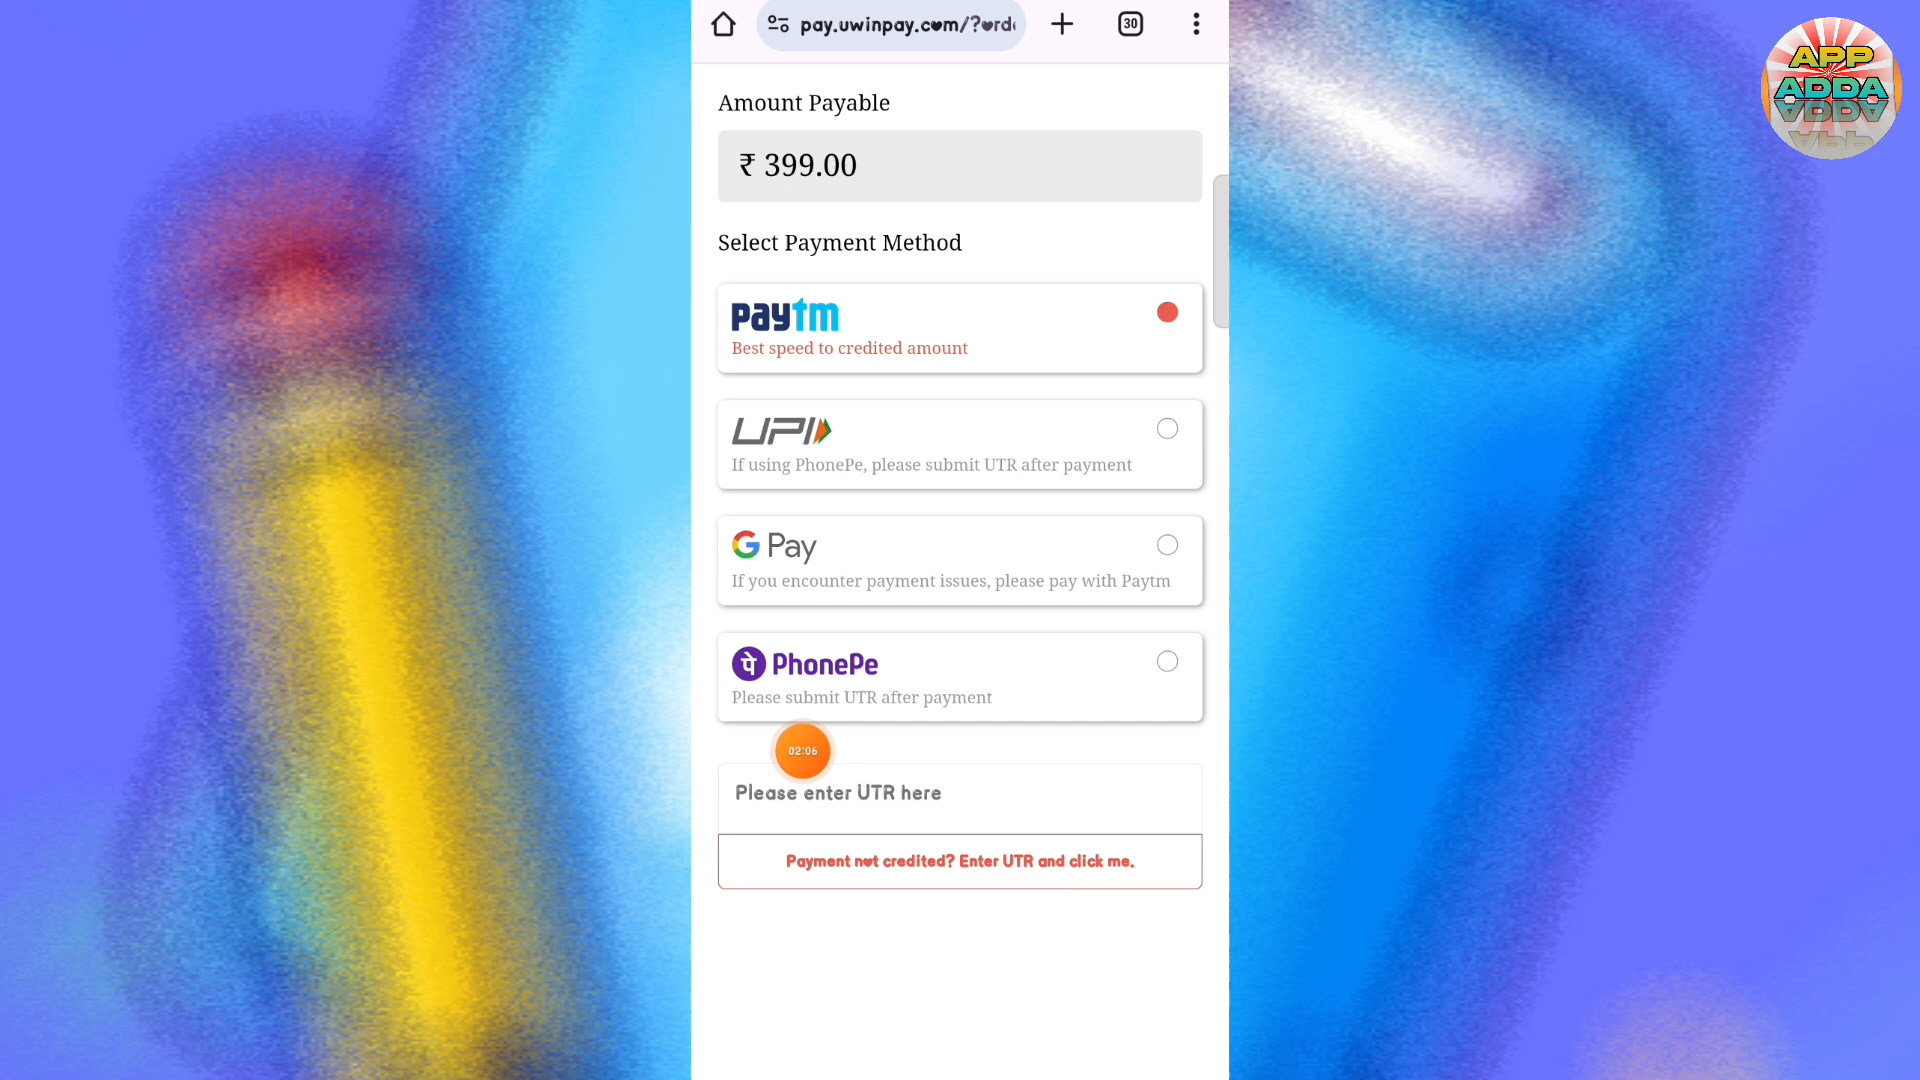 pay.uwinpay.com/?ord
30
APP
ADDA
Amount Payable
₹ 399.00
Select Payment Method
paytm
Best speed to credited amount
UPI
If using PhonePe, please submit UTR after payment
G Pay
If you encounter payment issues, please pay with Paytm
पे PhonePe
Please submit UTR after payment
02:06
Please enter UTR here
Payment not credited? Enter UTR and click me.